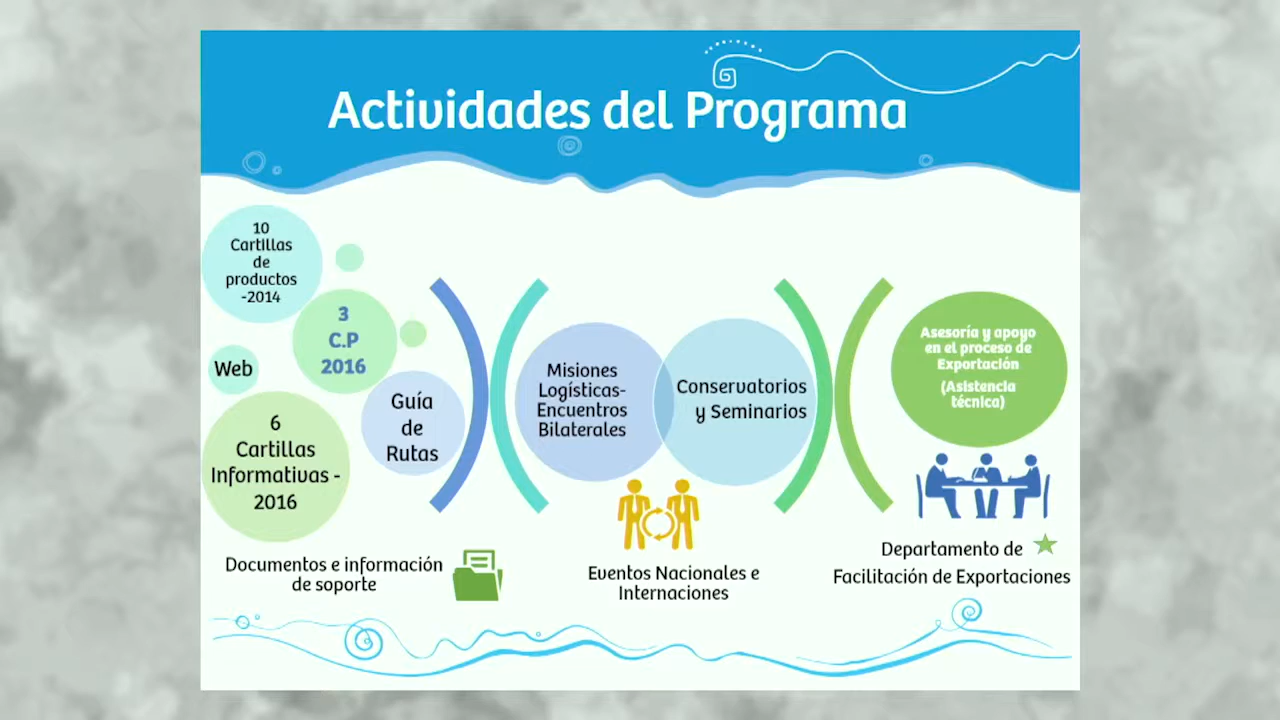 Actividades del Programa
10
Cartillas
de
productos
-2014
3
C.P
2016
Web
Guía
de
Rutas
6
Cartillas
Informativas -
2016
Documentos e información
de soporte
Misiones
Logísticas-
Encuentros
Bilaterales
Conservatorios
y Seminarios
Eventos Nacionales e
Internaciones
Asesoría y apoyo
en el proceso de
Exportación
(Asistencia
técnica)
Departamento de
Facilitación de Exportaciones